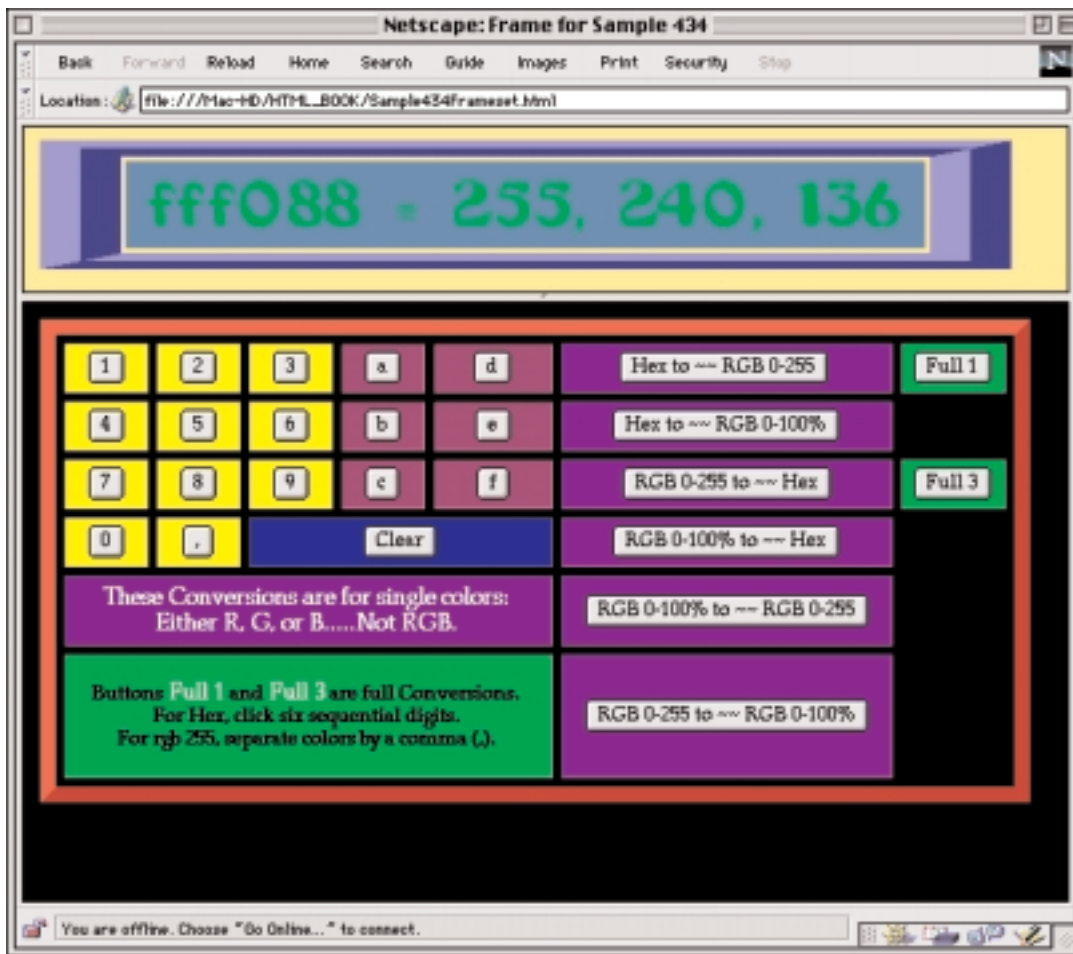 Netscape: Frame for Sample 434
Back Forward Reload Home Search Guide Images Print Security Stop
N
Location: file:///Mac-HD/HTML_BOOK/Sample434Frameset.html
fff088 = 255, 240, 136
1 2 3 a d Hex to ~~ RGB 0-255 Full 1
4 5 6 b e Hex to ~~ RGB 0-100%
7 8 9 c f RGB 0-255 to ~~ Hex Full 3
0 , Clear RGB 0-100% to ~~ Hex
These Conversions are for single colors:
Either R, G, or B.....Not RGB.
RGB 0-100% to ~~ RGB 0-255
Buttons Full 1 and Full 3 are full Conversions.
For Hex, click six sequential digits.
For rgb 255, separate colors by a comma (,).
RGB 0-255 to ~~ RGB 0-100%
You are offline. Choose "Go Online..." to connect.